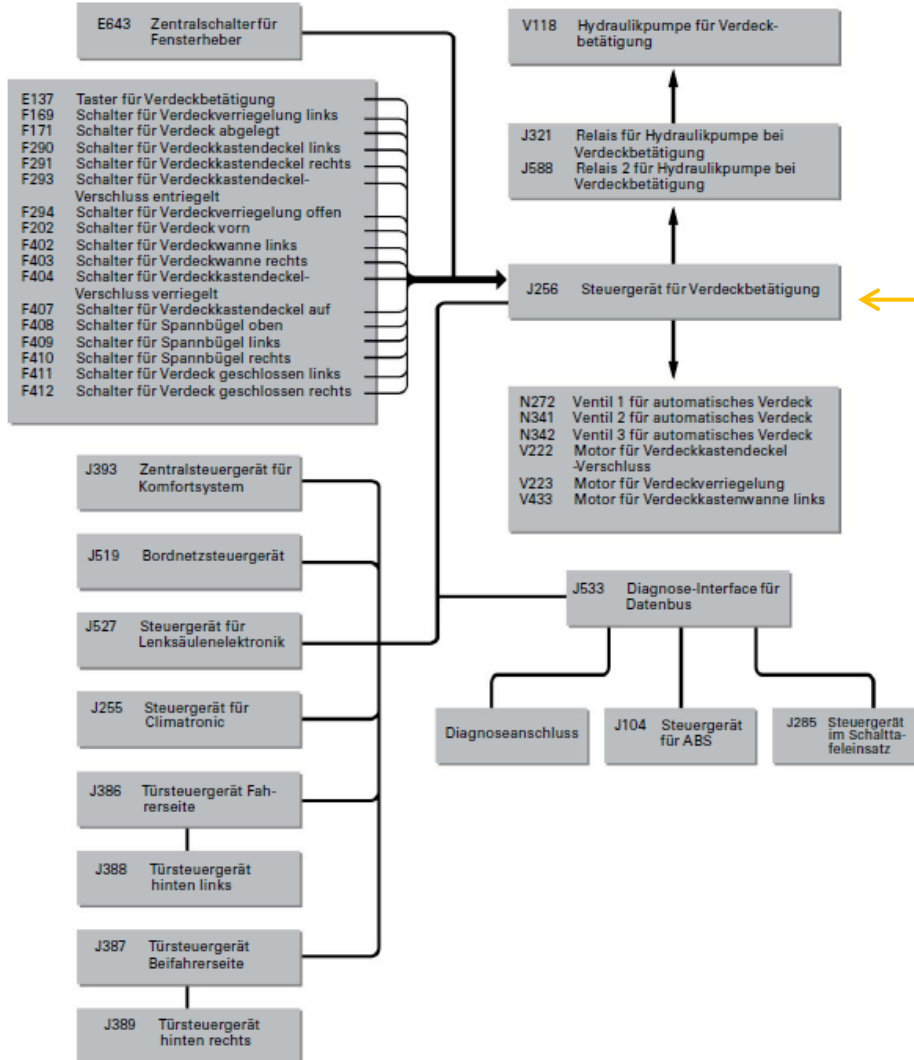 E643 Zentralschalter für
Fensterheber
E137 Taster für Verdeckbetätigung
F169 Schalter für Verdeckverriegelung links
F171 Schalter für Verdeck abgelegt
F290 Schalter für Verdeckkastendeckel links
F291 Schalter für Verdeckkastendeckel rechts
F293 Schalter für Verdeckkastendeckel-
Verschluss entriegelt
F294 Schalter für Verdeckverriegelung offen
F202 Schalter für Verdeck vorn
F402 Schalter für Verdeckwanne links
F403 Schalter für Verdeckwanne rechts
F404 Schalter für Verdeckkastendeckel-
Verschluss verriegelt
F407 Schalter für Verdeckkastendeckel auf
F408 Schalter für Spannbügel oben
F409 Schalter für Spannbügel links
F410 Schalter für Spannbügel rechts
F411 Schalter für Verdeck geschlossen links
F412 Schalter für Verdeck geschlossen rechts
J393 Zentralsteuergerät für
Komfortsystem
J519 Bordnetzsteuergerät
J527 Steuergerät für
Lenksäulenelektronik
J255 Steuergerät für
Climatronic
J386 Türsteuergerät Fah-
rerseite
J388 Türsteuergerät
hinten links
J387 Türsteuergerät
Beifahrerseite
J389 Türsteuergerät
hinten rechts
V118 Hydraulikpumpe für Verdeck-
betätigung
J321 Relais für Hydraulikpumpe bei
Verdeckbetätigung
J588 Relais 2 für Hydraulikpumpe bei
Verdeckbetätigung
J256 Steuergerät für Verdeckbetätigung
N272 Ventil 1 für automatisches Verdeck
N341 Ventil 2 für automatisches Verdeck
N342 Ventil 3 für automatisches Verdeck
V222 Motor für Verdeckkastendeckel
-Verschluss
V223 Motor für Verdeckverriegelung
V433 Motor für Verdeckkastenwanne links
J533 Diagnose-Interface für
Datenbus
Diagnoseanschluss
J104 Steuergerät
für ABS
J285 Steuergerät
im Schaltta-
feleinsatz